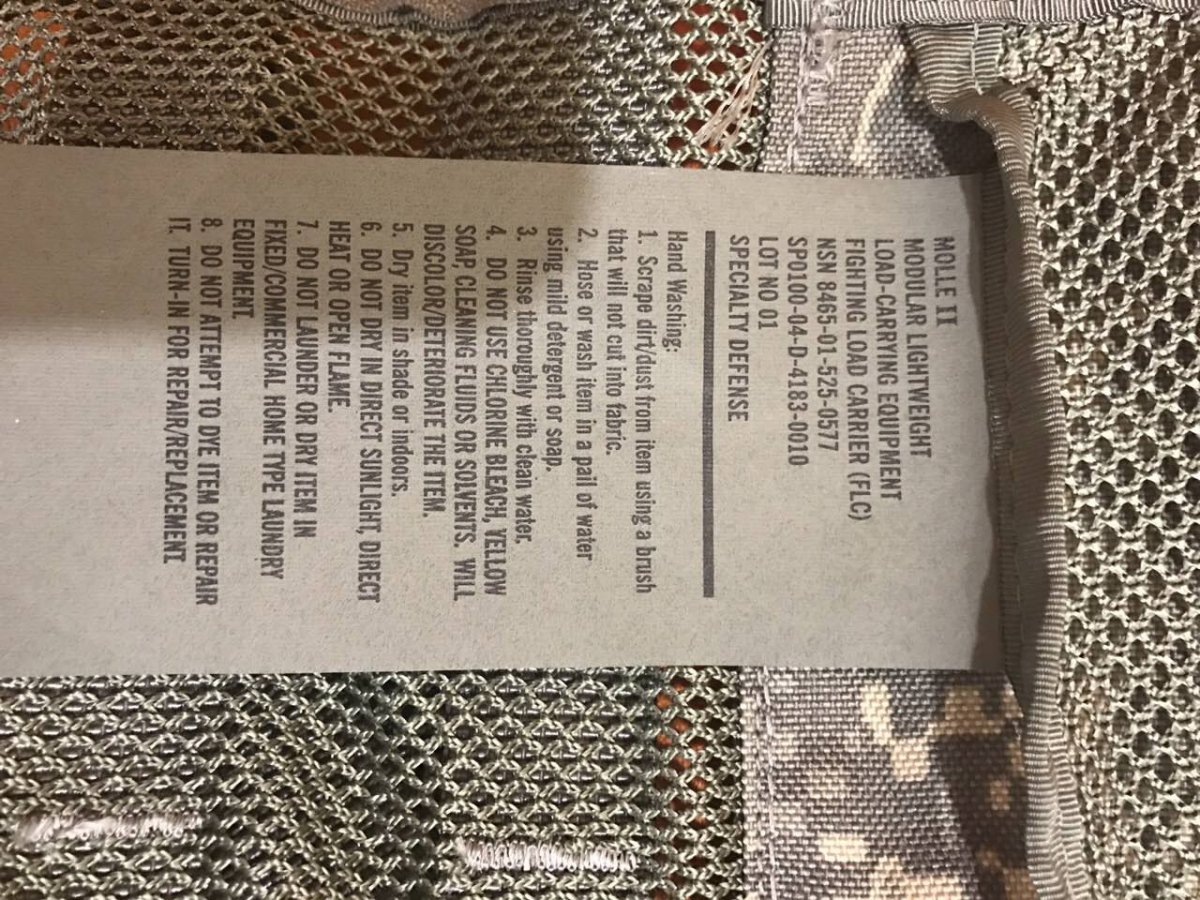 MOLLE II
MODULAR LIGHTWEIGHT
LOAD-CARRYING EQUIPMENT
FIGHTING LOAD CARRIER (FLC)
NSN 8465-01-525-0577
SP0100-04-D-4183-0010
LOT NO 01
SPECIALTY DEFENSE
Hand Washing:
1. Scrape dirt/dust from item using a brush
that will not cut into fabric.
2. Hose or wash item in a pail of water
using mild detergent or soap.
3. Rinse thoroughly with clean water.
4. DO NOT USE CHLORINE BLEACH, YELLOW
SOAP, CLEANING FLUIDS OR SOLVENTS. WILL
DISCOLOR/DETERIORATE THE ITEM.
5. Dry item in shade or indoors.
6. DO NOT DRY IN DIRECT SUNLIGHT, DIRECT
HEAT OR OPEN FLAME.
7. DO NOT LAUNDER OR DRY ITEM IN
FIXED/COMMERCIAL HOME TYPE LAUNDRY
EQUIPMENT.
8. DO NOT ATTEMPT TO DYE ITEM OR REPAIR
IT. TURN-IN FOR REPAIR/REPLACEMENT